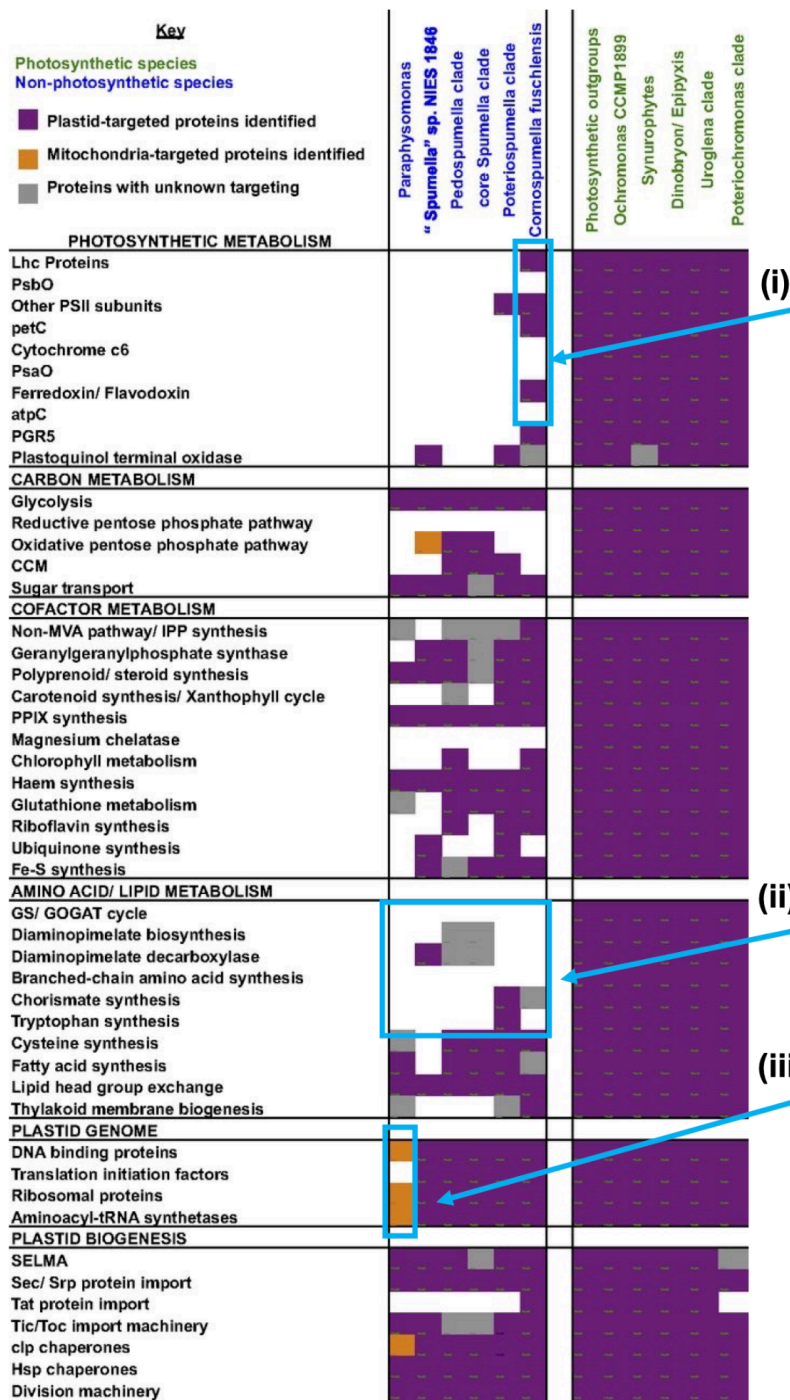 Key
Photosynthetic species
Non-photosynthetic species
Plastid-targeted proteins identified
Mitochondria-targeted proteins identified
Proteins with unknown targeting
Paraphysomonas
“ Spumella” sp. NIES 1846
Pedospumella clade
core Spumella clade
Poteriospumella clade
Cornospumella fuschlensis
Photosynthetic outgroups
Ochromonas CCMP1899
Synurophytes
Dinobryon/ Epipyxis
Uroglena clade
Poteriochromonas clade
PHOTOSYNTHETIC METABOLISM
Lhc Proteins
PsbO
Other PSII subunits
petC
Cytochrome c6
PsaO
Ferredoxin/ Flavodoxin
atpC
PGR5
Plastoquinol terminal oxidase
(i)
CARBON METABOLISM
Glycolysis
Reductive pentose phosphate pathway
Oxidative pentose phosphate pathway
CCM
Sugar transport
COFACTOR METABOLISM
Non-MVA pathway/ IPP synthesis
Geranylgeranylphosphate synthase
Polyprenoid/ steroid synthesis
Carotenoid synthesis/ Xanthophyll cycle
PPIX synthesis
Magnesium chelatase
Chlorophyll metabolism
Haem synthesis
Glutathione metabolism
Riboflavin synthesis
Ubiquinone synthesis
Fe-S synthesis
AMINO ACID/ LIPID METABOLISM
GS/ GOGAT cycle
Diaminopimelate biosynthesis
Diaminopimelate decarboxylase
Branched-chain amino acid synthesis
Chorismate synthesis
Tryptophan synthesis
Cysteine synthesis
Fatty acid synthesis
Lipid head group exchange
Thylakoid membrane biogenesis
(ii)
(iii
PLASTID GENOME
DNA binding proteins
Translation initiation factors
Ribosomal proteins
Aminoacyl-tRNA synthetases
PLASTID BIOGENESIS
SELMA
Sec/ Srp protein import
Tat protein import
Tic/Toc import machinery
clp chaperones
Hsp chaperones
Division machinery